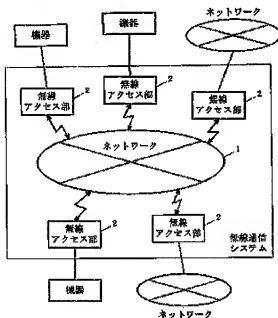 ネットワーク
機器
機器
2
2
2
無線
アクセス部
無線
アクセス部
無線
アクセス部
ネットワーク
1
2
2
無線
アクセス部
無線
アクセス部
無線通信
システム
機器
ネットワーク